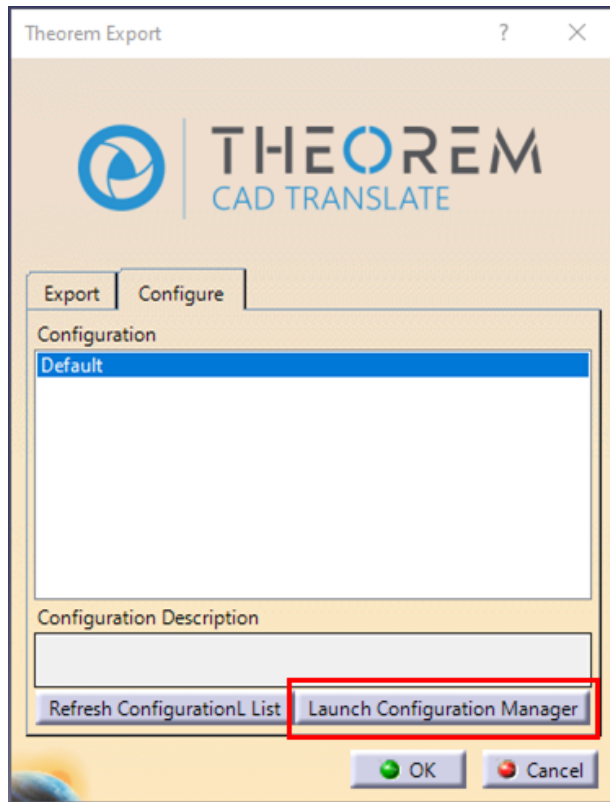 Theorem Export
THEOREM
CAD TRANSLATE
Export Configure
Configuration
Default
Configuration Description
Refresh ConfigurationL List Launch Configuration Manager
OK Cancel